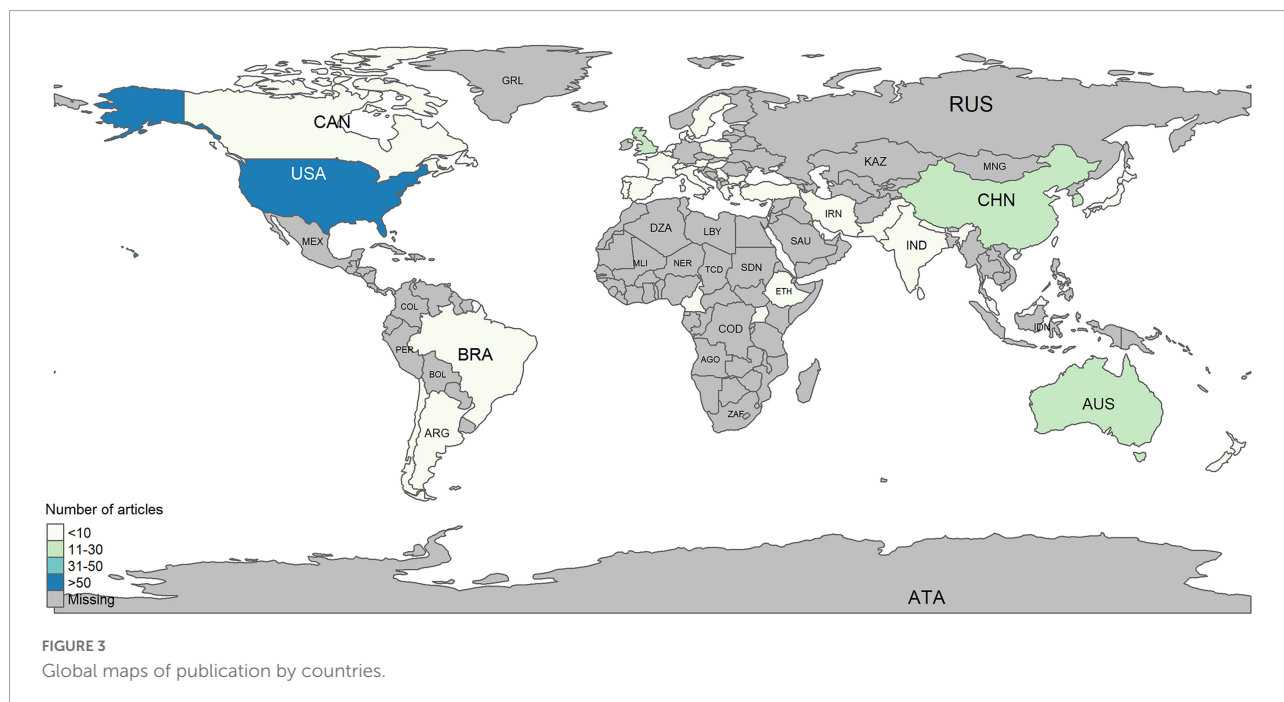 GRL
RUS
CAN
KAZ
MNG
USA
CHN
IRN
DZA
LBY
MEX
SAU
IND
MLI
NER
TCD
SDN
ETH
COL
COD
IDN
PER
BRA
AGO
BOL
AUS
ZAF
ARG
Number of articles
<10
11-30
31-50
>50
Missing
ATA
FIGURE 3
Global maps of publication by countries.